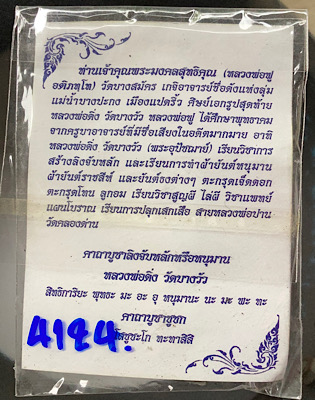 ท่านเจ้าคุณพระมงคลสุทธิคุณ (หลวงพ่อฟู
อติภทฺโท) วัดบางสมัคร เกจิอาจารย์ชื่อดังแห่งลุ่ม
แม่น้ำบางปะกง เมืองแปดริ้ว ศิษย์เอกรูปสุดท้าย
หลวงพ่อดิ่ง วัดบางวัว หลวงพ่อฟู ได้ศึกษาพุทธาคม
จากครูบาอาจารย์ที่มีชื่อเสียงในอดีตมากมาย อาทิ
หลวงพ่อดิ่ง วัดบางวัว (พระอุปัชฌาย์) เรียนวิชาการ
สร้างลิงจับหลัก และเรียนการทำผ้ายันต์หนุมาน
ผ้ายันต์ราชสีห์ และยันต์ธงต่างๆ ตะกรุดเจ็ดดอก
ตะกรุดโทน ลูกอม เรียนวิชาสูญผี ไล่ผี วิชาแพทย์
แผนโบราณ เรียนการปลุกเสกเสือ สายหลวงพ่อปาน
วัดคลองด่าน
คาถาบูชาลิงจับหลักหรือหนุมาน
หลวงพ่อดิ่ง วัดบางวัว
สิทธิการิยะ พุทธะ มะ อะ อุ หนุมานะ นะ มะ พะ ทะ
คาถาบูชาชูชก
ชูชะโก ทะทาสิสิ
4124.